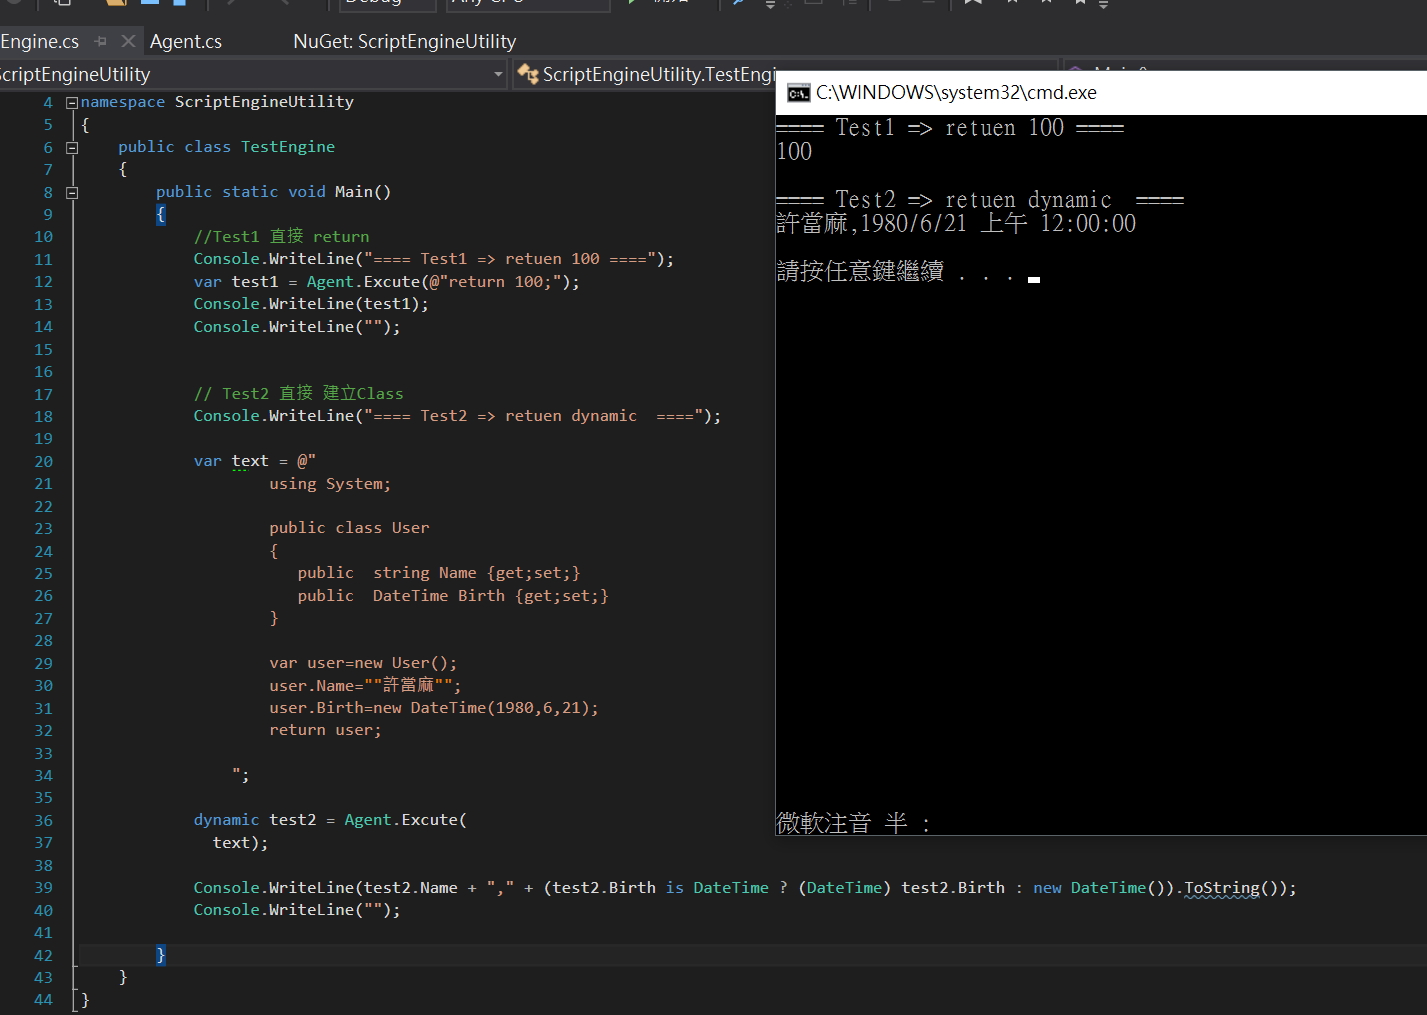 Engine.cs
Agent.cs
NuGet: ScriptEngineUtility
ScriptEngineUtility
ScriptEngineUtility.TestEngi
4 namespace ScriptEngineUtility
5 {
6 public class TestEngine
7 {
8 public static void Main()
9 {
10 //Test1 直接 return
11 Console.WriteLine("==== Test1 => retuen 100 ====");
12 var test1 = Agent.Excute(@"return 100;");
13 Console.WriteLine(test1);
14 Console.WriteLine("");
15
16
17 // Test2 直接 建立Class
18 Console.WriteLine("==== Test2 => retuen dynamic  ====");
19
20 var text = @"
21 using System;
22
23 public class User
24 {
25 public  string Name {get;set;}
26 public  DateTime Birth {get;set;}
27 }
28
29 var user=new User();
30 user.Name=""許當麻"";
31 user.Birth=new DateTime(1980,6,21);
32 return user;
33
34 ";
35
36 dynamic test2 = Agent.Excute(
37 text);
38
39 Console.WriteLine(test2.Name + "," + (test2.Birth is DateTime ? (DateTime) test2.Birth : new DateTime()).ToString());
40 Console.WriteLine("");
41
42 }
43 }
44 }
C:\WINDOWS\system32\cmd.exe
==== Test1 => retuen 100 ====
100
==== Test2 => retuen dynamic  ====
許當麻,1980/6/21 上午 12:00:00
請按任意鍵繼續 . . .
微軟注音 半 :